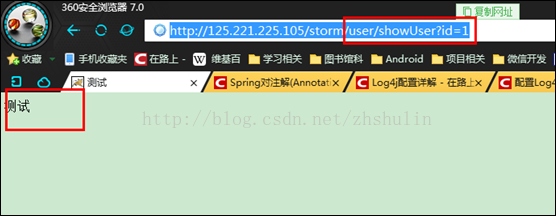 360安全浏览器 7.0
复制网址
http://125.221.225.105/storm/user/showUser?id=1
收藏 手机收藏夹 在路上 - 维基百 学习相关 图书馆科 Android 项目相关 微信开发
测试 Spring对注解(Annotati Log4j配置详解 - 在路上 配置Log4
测试
http://blog.csdn.net/zhshulin